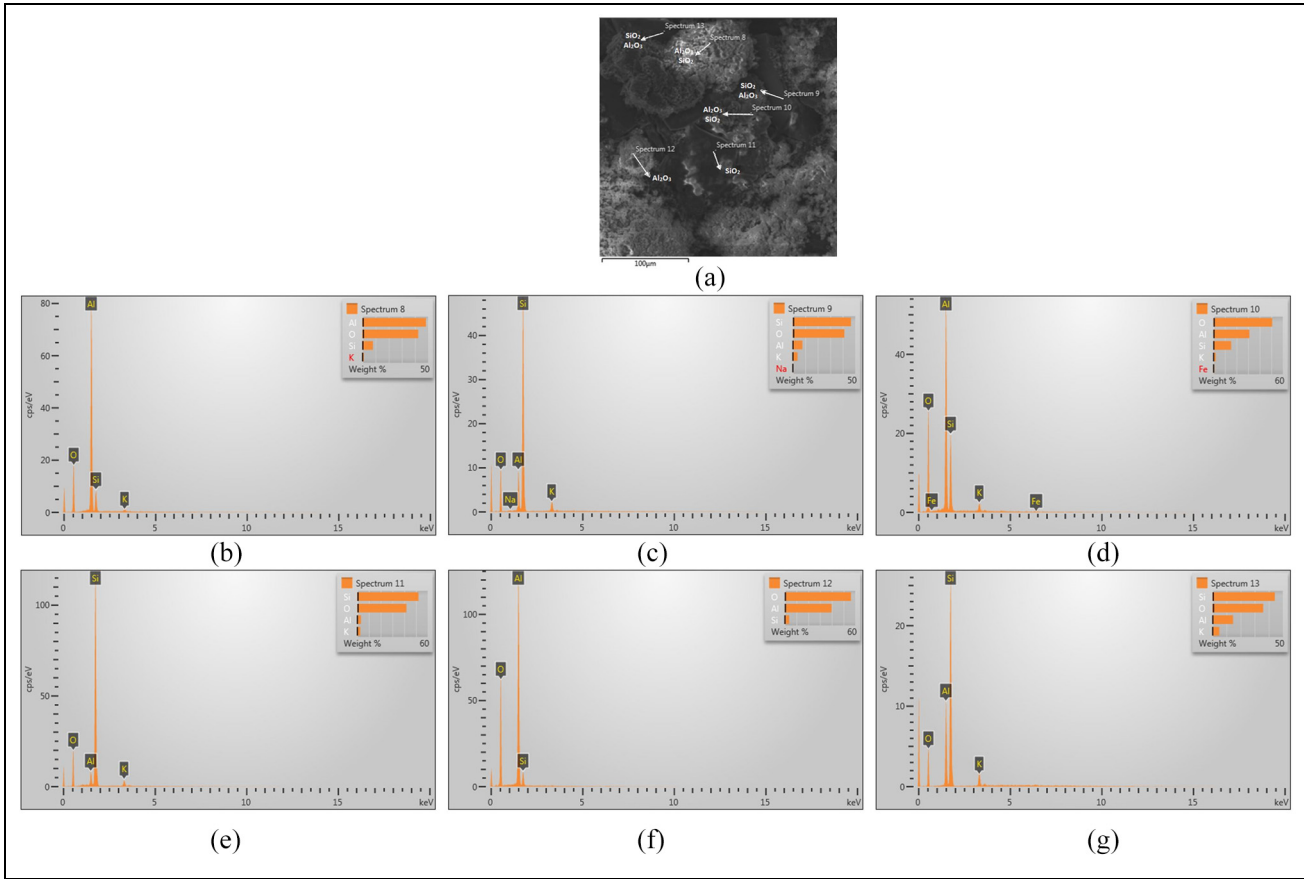 Spectrum 13
SiO₂
Al₂O₃
Spectrum 8
Al₂O₃
SiO₂
SiO₂
Al₂O₃
Spectrum 9
Al₂O₃
SiO₂
Spectrum 10
Spectrum 12
Spectrum 11
Al₂O₃
SiO₂
100μm
(a)
80
60
40
20
0
cps/eV
Al
O
Si
K
0 5 10 15 keV
Spectrum 8
Al
O
Si
K
Weight % 50
(b)
40
30
20
10
0
cps/eV
Si
O
Al
Na
K
0 5 10 15 keV
Spectrum 9
Si
O
Al
K
Na
Weight % 50
(c)
40
20
0
cps/eV
Al
O
Si
Fe
K
Fe
0 5 10 15 keV
Spectrum 10
O
Al
Si
K
Fe
Weight % 60
(d)
100
50
0
cps/eV
Si
O
Al
K
0 5 10 15 keV
Spectrum 11
Si
O
Al
K
Weight % 60
(e)
100
50
0
cps/eV
Al
O
Si
0 5 10 15 keV
Spectrum 12
O
Al
Si
Weight % 60
(f)
20
10
0
cps/eV
Si
Al
O
K
0 5 10 15 keV
Spectrum 13
Si
O
Al
K
Weight % 50
(g)